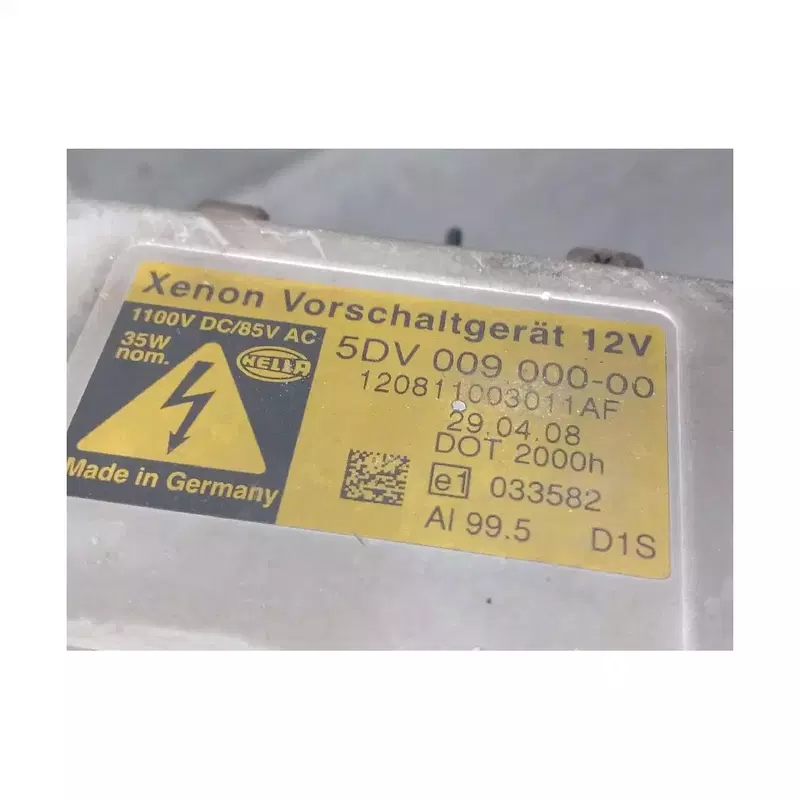 Xenon Vorschaltgerät 12V
1100V DC/85V AC
35W
nom.
HELLA
Made in Germany
5DV 009 000-00
120811003011AF
29.04.08
DOT 2000h
e1 033582
Al 99.5 D1S